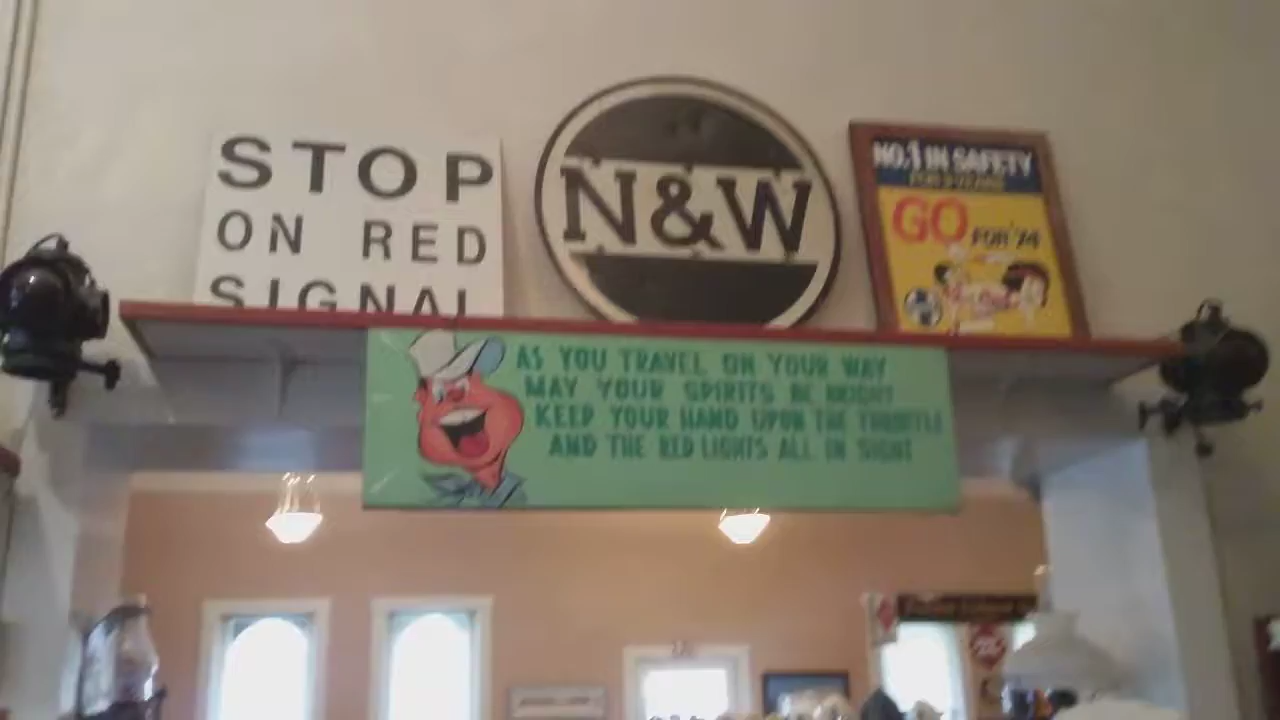 STOP
ON RED
SIGNAL
N&W
NO.1 IN SAFETY
GO FOR '74
AS YOU TRAVEL ON YOUR WAY
MAY YOUR SPIRITS BE BRIGHT
KEEP YOUR HAND UPON THE THROTTLE
AND THE RED LIGHTS ALL IN SIGHT